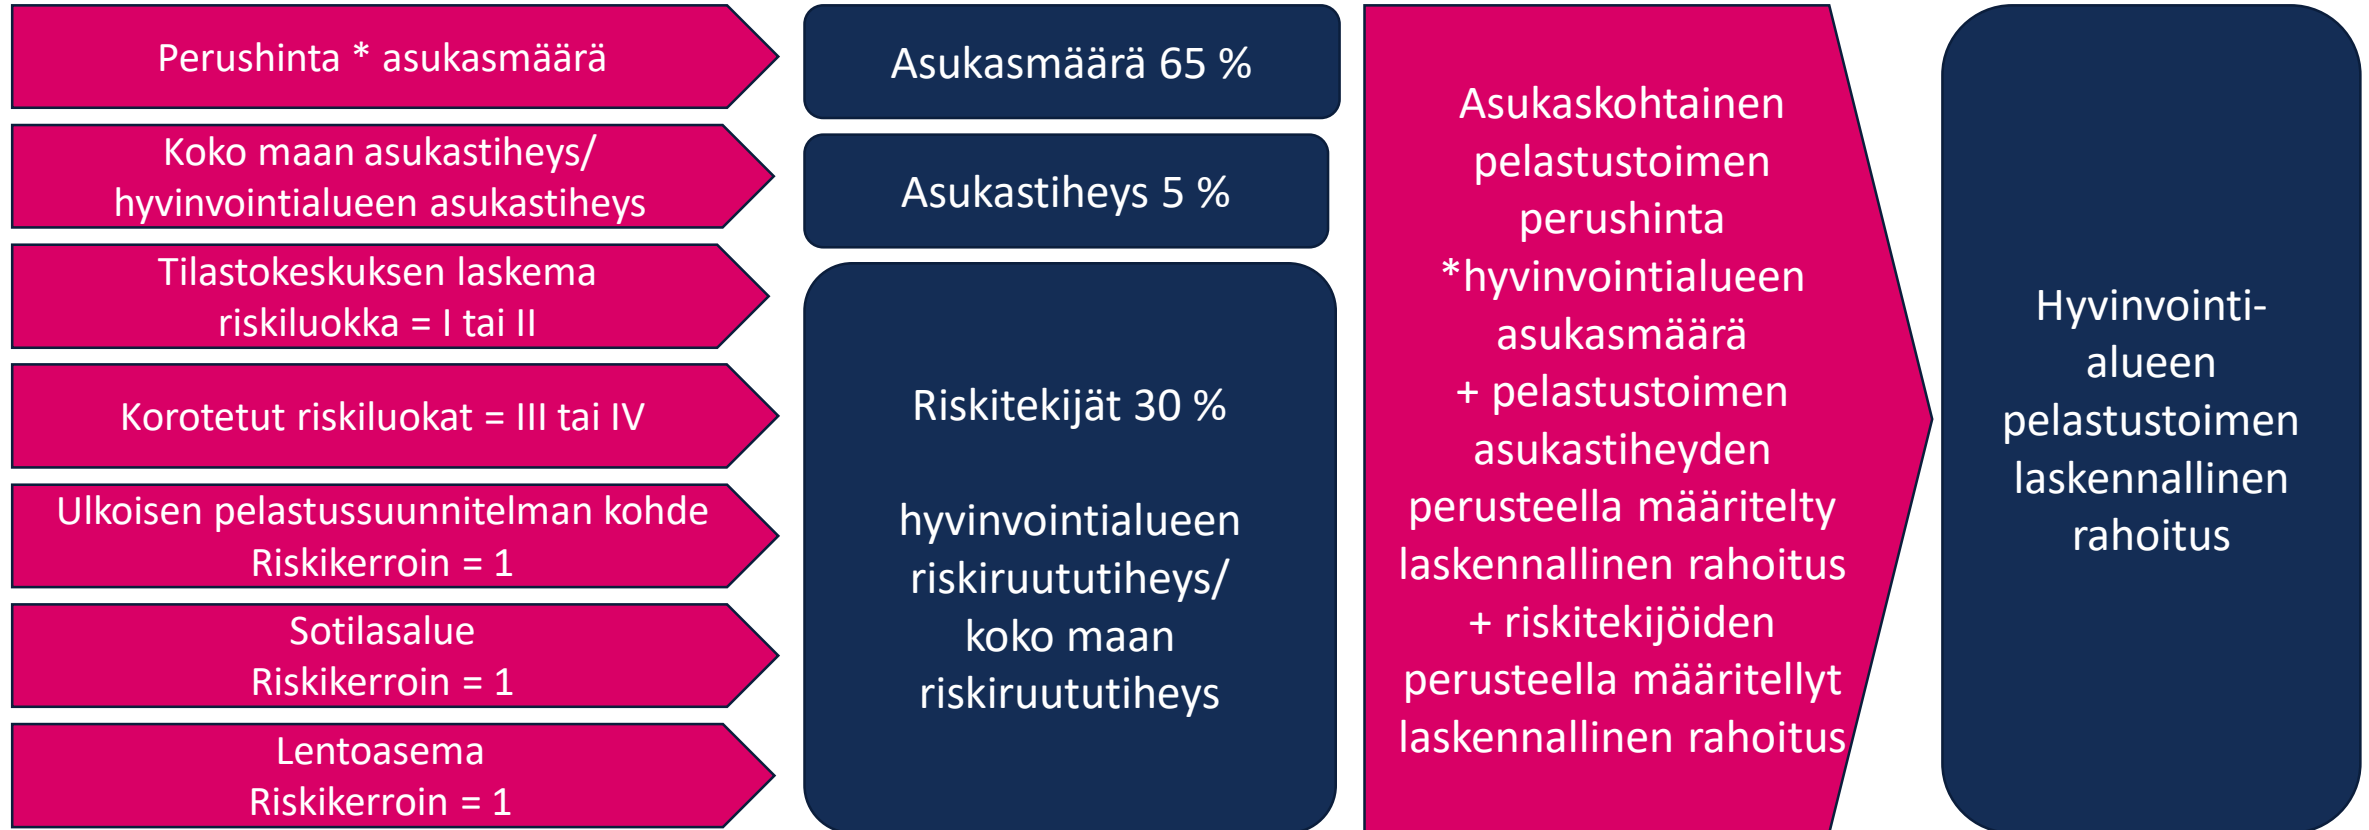 Perushinta * asukasmäärä
Koko maan asukastiheys/
hyvinvointialueen asukastiheys
Tilastokeskuksen laskema
riskiluokka = I tai II
Korotetut riskiluokat = III tai IV
Ulkoisen pelastussuunnitelman kohde
Riskikerroin = 1
Sotilasalue
Riskikerroin = 1
Lentoasema
Riskikerroin = 1
Asukasmäärä 65 %
Asukastiheys 5 %
Riskitekijät 30 %
hyvinvointialueen
riskiruututiheys/
koko maan
riskiruututiheys
Asukaskohtainen
pelastustoimen
perushinta
*hyvinvointialueen
asukasmäärä
+ pelastustoimen
asukastiheyden
perusteella määritelty
laskennallinen rahoitus
+ riskitekijöiden
perusteella määritellyt
laskennallinen rahoitus
Hyvinvointi-
alueen
pelastustoimen
laskennallinen
rahoitus